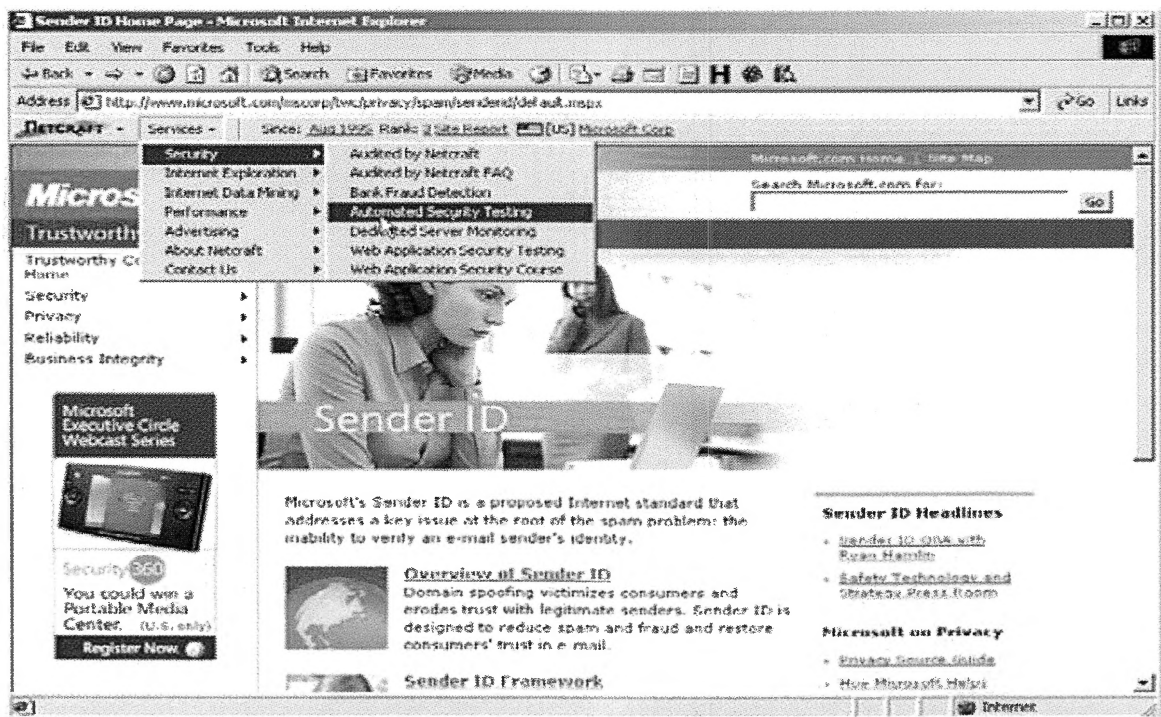 Sender ID Home Page - Microsoft Internet Explorer
File Edit View Favorites Tools Help
Back Search Favorites Media
Address http://www.microsoft.com/mscorp/twc/privacy/spam/senderid/default.mspx Go Links
NETCRAFT Services Since: Aug 1995 Rank: 2 Site Report [US] Microsoft Corp
Security
Internet Exploration
Internet Data Mining
Performance
Advertising
About Netcraft
Contact Us
Audited by Netcraft
Audited by Netcraft FAQ
Bank Fraud Detection
Automated Security Testing
Dedicated Server Monitoring
Web Application Security Testing
Web Application Security Course
Microsoft.com Home | Site Map
Search Microsoft.com for:
Go
Micros
Trustworth
Trustworthy Co
Home
Security
Privacy
Reliability
Business Integrity
Microsoft
Executive Circle
Webcast Series
Security 360
You could win a
Portable Media
Center. (U.S. only)
Register Now
Sender ID
Microsoft's Sender ID is a proposed Internet standard that
addresses a key issue at the root of the spam problem: the
inability to verify an e-mail sender's identity.
Overview of Sender ID
Domain spoofing victimizes consumers and
erodes trust with legitimate senders. Sender ID is
designed to reduce spam and fraud and restore
consumers' trust in e-mail.
Sender ID Framework
Sender ID Headlines
Sender ID Q&A with
Ryan Hamlin
Safety Technology and
Strategy Press Room
Microsoft on Privacy
Privacy Source Guide
How Microsoft Helps
Internet